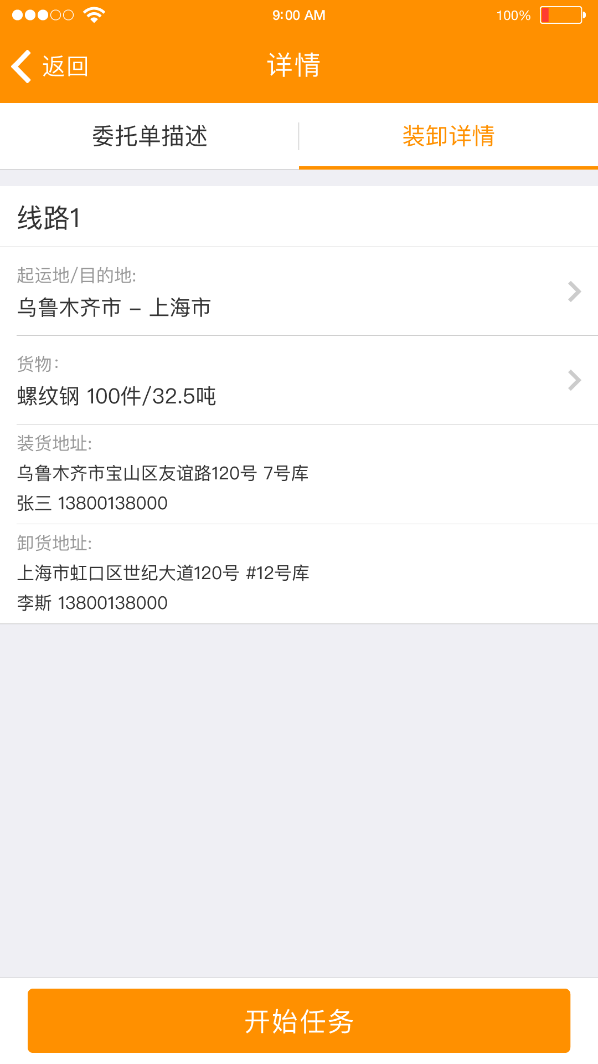 9:00 AM
100%
返回
详情
委托单描述
装卸详情
线路1
起运地/目的地:
乌鲁木齐市 – 上海市
货物:
螺纹钢 100件/32.5吨
装货地址:
乌鲁木齐市宝山区友谊路120号 7号库
张三 13800138000
卸货地址:
上海市虹口区世纪大道120号 #12号库
李斯 13800138000
开始任务